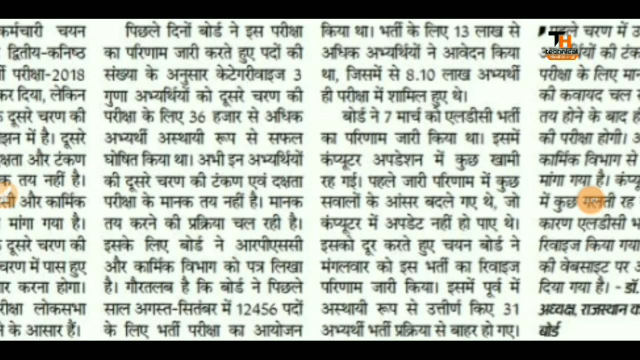 कर्मचारी चयन
द्वितीय-कनिष्ठ
परीक्षा-2018
कर दिया, लेकिन
दूसरे चरण की
में है। दूसरे
दक्षता और टंकण
तय नहीं है।
और कार्मिक
मांगा गया है।
दूसरे चरण की
चरण में पास हुए
करना होगा।
लोकसभा
के आसार हैं।
पिछले दिनों बोर्ड ने इस परीक्षा
का परिणाम जारी करते हुए पदों की
संख्या के अनुसार केटेगरीवाइज 3
गुणा अभ्यर्थियों को दूसरे चरण की
परीक्षा के लिए 36 हजार से अधिक
अभ्यर्थी अस्थायी रूप से सफल
घोषित किया था। अभी इन अभ्यर्थियों
की दूसरे चरण की टंकण एवं दक्षता
परीक्षा के मानक तय नहीं है। मानक
तय करने की प्रक्रिया चल रही है।
इसके लिए बोर्ड ने आरपीएससी
और कार्मिक विभाग को पत्र लिखा
है। गौरतलब है कि बोर्ड ने पिछले
साल अगस्त-सितंबर में 12456 पदों
के लिए भर्ती परीक्षा का आयोजन
किया था। भर्ती के लिए 13 लाख से
अधिक अभ्यर्थियों ने आवेदन किया
था, जिसमें से 8.10 लाख अभ्यर्थी
ही परीक्षा में शामिल हुए थे।
बोर्ड ने 7 मार्च को एलडीसी भर्ती
का परिणाम जारी किया था। इसमें
कंप्यूटर अपडेशन में कुछ खामी
रह गई। पहले जारी परिणाम में कुछ
सवालों के आंसर बदले गए थे, जो
कंप्यूटर में अपडेट नहीं हो पाए थे।
इसको दूर करते हुए चयन बोर्ड ने
मंगलवार को इस भर्ती का रिवाइज
परिणाम जारी किया। इसमें पूर्व में
अस्थायी रूप से उत्तीर्ण किए 31
अभ्यर्थी भर्ती प्रक्रिया से बाहर हो गए।
TH
technical
पहले चरण में उ
की टंक
परीक्षा के लिए मान
की कवायद चल
तय होने के बाद ह
की परीक्षा होगी।
कार्मिक विभाग से
मांगा गया है। कंप्
में कुछ गलती रह
कारण एलडीसी
रिवाइज किया गया
की वेबसाइट पर
दिया गया है। - डॉ.
अध्यक्ष, राजस्थान
बोर्ड